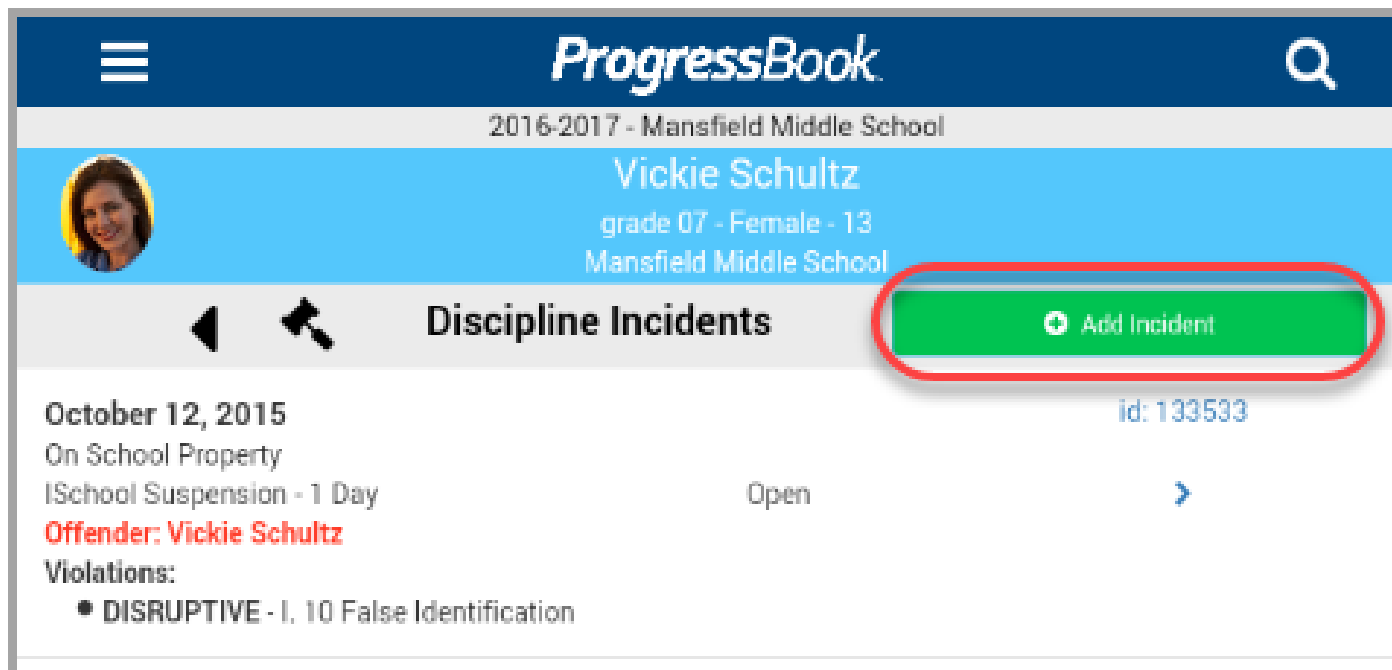 ProgressBook
2016-2017 - Mansfield Middle School
Vickie Schultz
grade 07 - Female - 13
Mansfield Middle School
Discipline Incidents
Add Incident
October 12, 2015
id: 133533
On School Property
ISchool Suspension - 1 Day
Open
Offender: Vickie Schultz
Violations:
• DISRUPTIVE - I. 10 False Identification